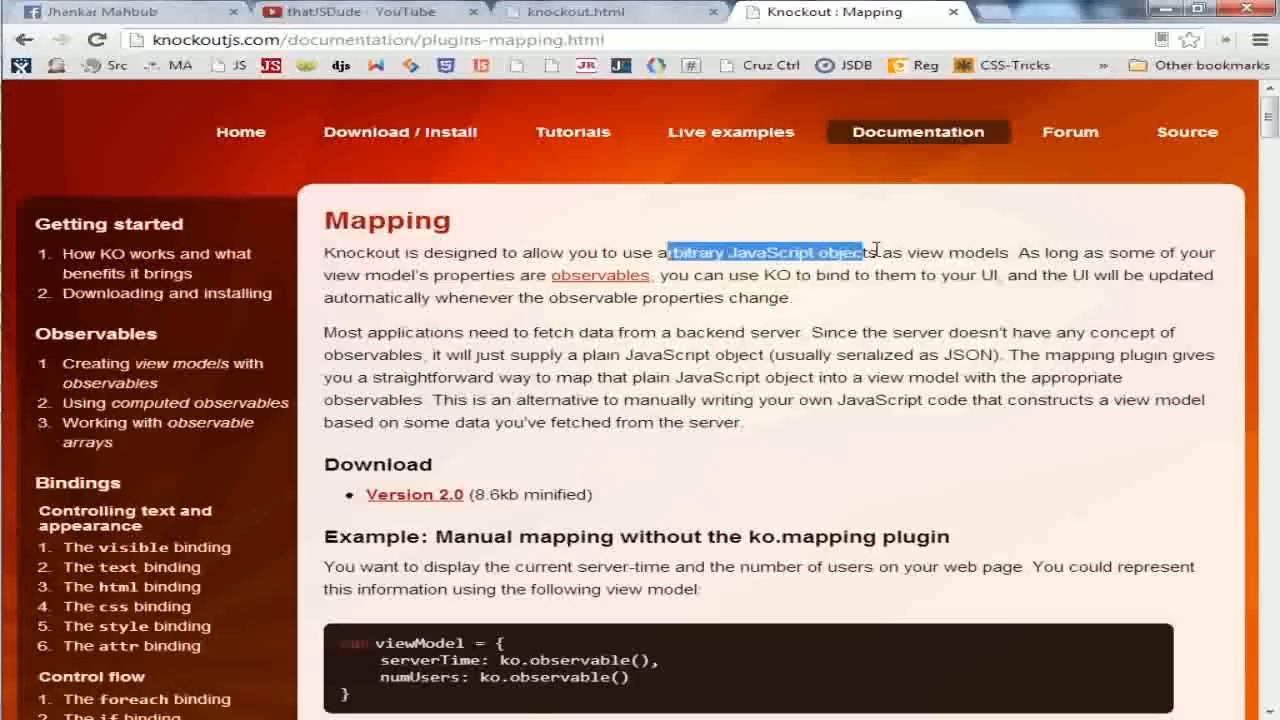 Jhankar Mahbub
thatJSDude - YouTube
knockout.html
Knockout : Mapping
knockoutjs.com/documentation/plugins-mapping.html
Src MA JS JS djs JR Cruz Ctrl JSDB Reg CSS-Tricks » Other bookmarks
Home Download / Install Tutorials Live examples Documentation Forum Source
Getting started
1. How KO works and what
benefits it brings
2. Downloading and installing
Observables
1 Creating view models with
observables
2. Using computed observables
3. Working with observable
arrays
Bindings
Controlling text and
appearance
1. The visible binding
2. The text binding
3. The html binding
4. The css binding
5. The style binding
6. The attr binding
Control flow
1. The foreach binding
2. The if binding
Mapping
Knockout is designed to allow you to use arbitrary JavaScript objects as view models. As long as some of your
view model's properties are observables, you can use KO to bind to them to your UI, and the UI will be updated
automatically whenever the observable properties change.
Most applications need to fetch data from a backend server. Since the server doesn't have any concept of
observables, it will just supply a plain JavaScript object (usually serialized as JSON). The mapping plugin gives
you a straightforward way to map that plain JavaScript object into a view model with the appropriate
observables. This is an alternative to manually writing your own JavaScript code that constructs a view model
based on some data you've fetched from the server.
Download
• Version 2.0 (8.6kb minified)
Example: Manual mapping without the ko.mapping plugin
You want to display the current server-time and the number of users on your web page. You could represent
this information using the following view model:
var viewModel = {
serverTime: ko.observable(),
numUsers: ko.observable()
}